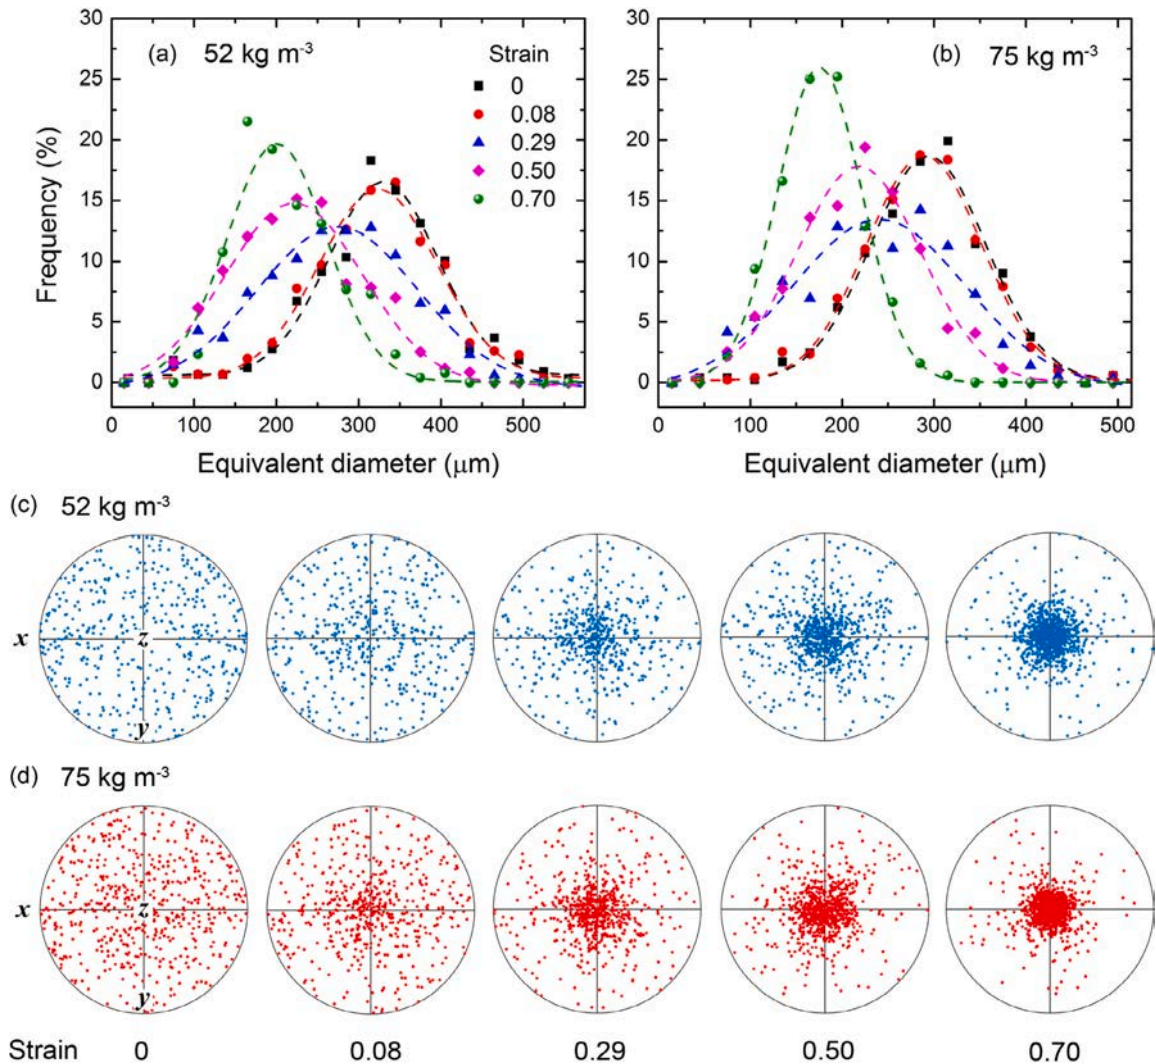 (a) 52 kg m⁻³
Strain
0
0.08
0.29
0.50
0.70
30
25
20
15
10
5
0
0 100 200 300 400 500
Frequency (%)
Equivalent diameter (μm)
(b) 75 kg m⁻³
30
25
20
15
10
5
0
0 100 200 300 400 500
Equivalent diameter (μm)
(c) 52 kg m⁻³
x z
y
(d) 75 kg m⁻³
x z
y
Strain 0 0.08 0.29 0.50 0.70